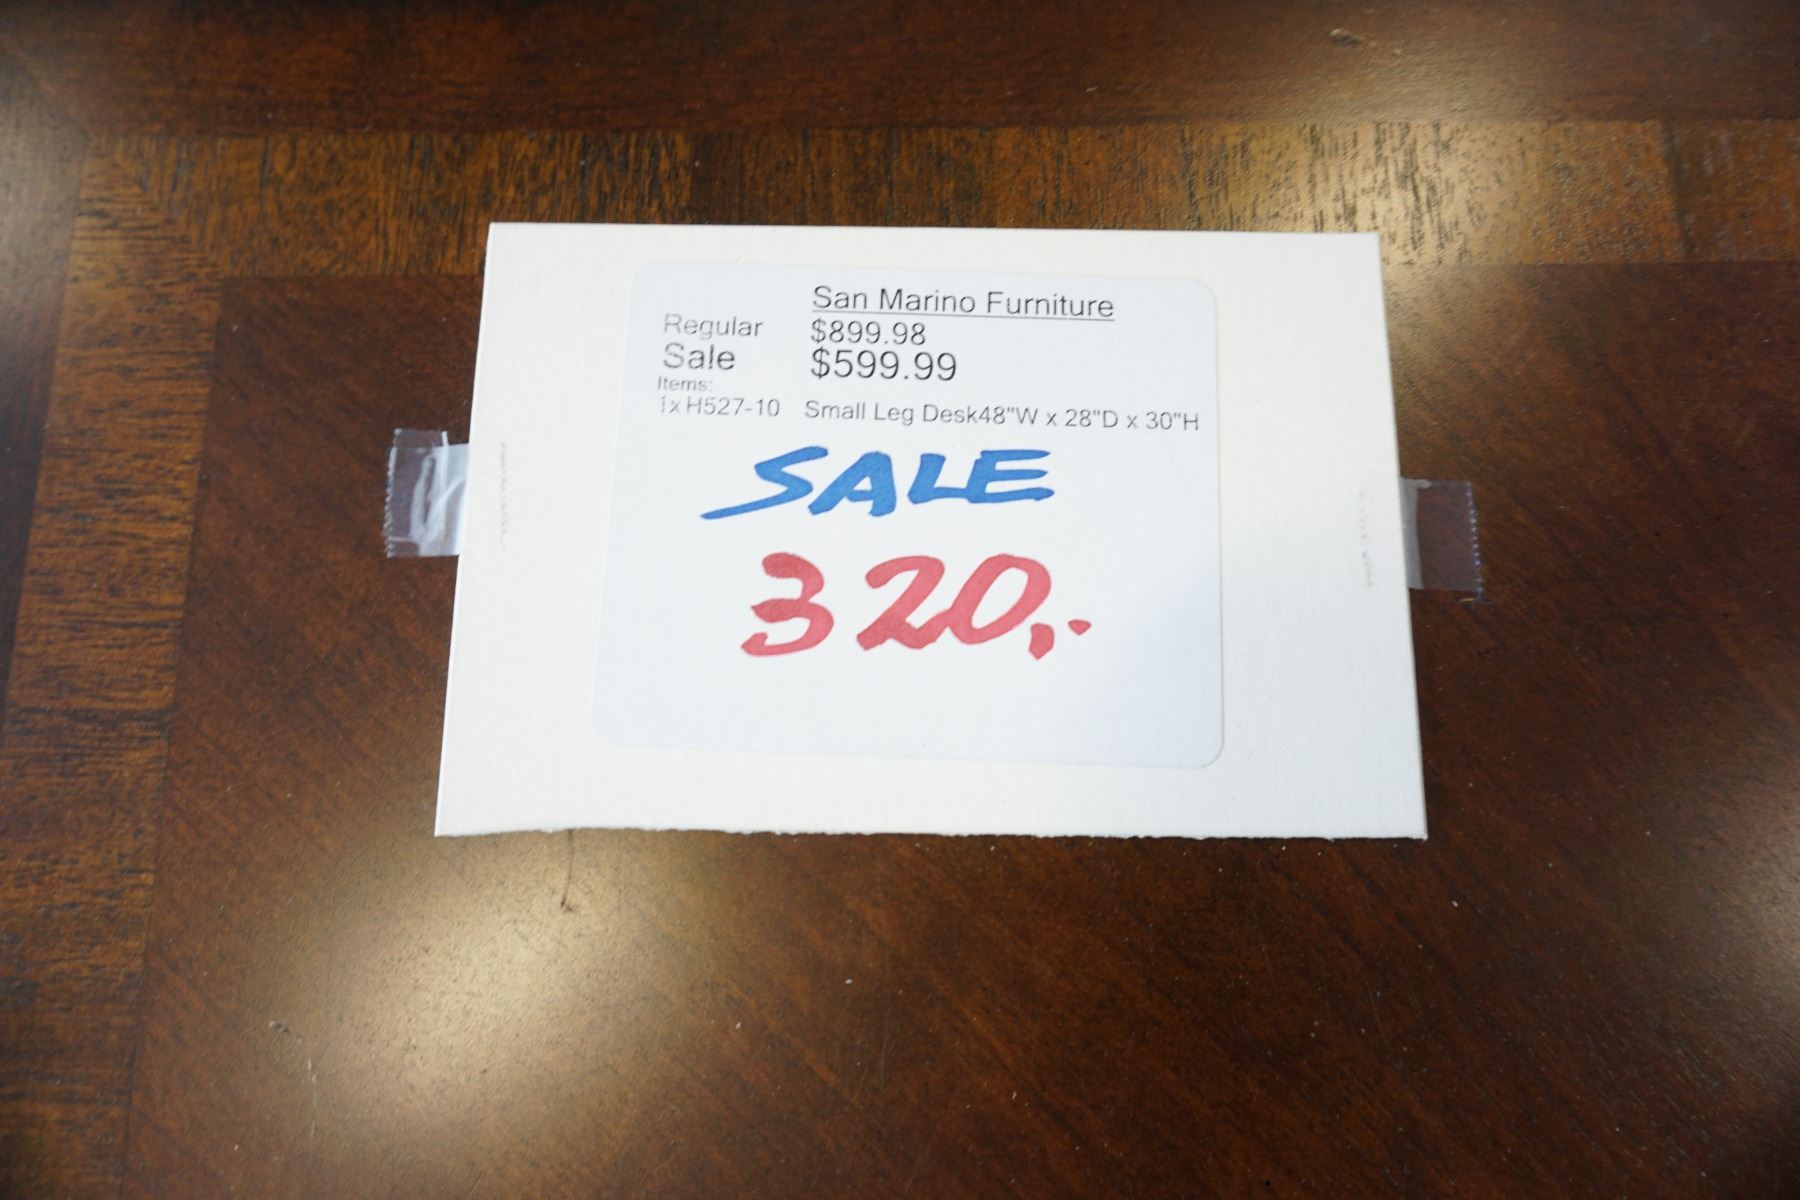 San Marino Furniture
Regular $899.98
Sale $599.99
Items:
1x H527-10 Small Leg Desk48"W x 28"D x 30"H
SALE
320,-